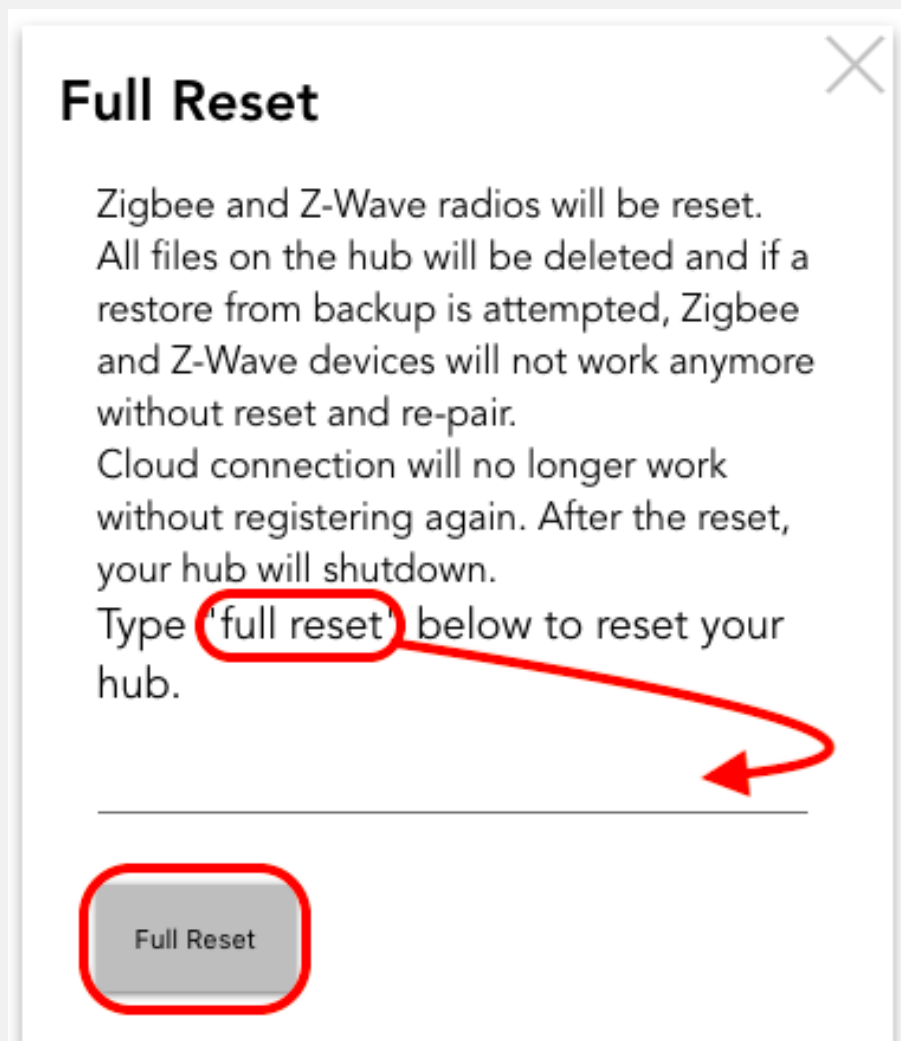 Full Reset
Zigbee and Z-Wave radios will be reset.
All files on the hub will be deleted and if a
restore from backup is attempted, Zigbee
and Z-Wave devices will not work anymore
without reset and re-pair.
Cloud connection will no longer work
without registering again. After the reset,
your hub will shutdown.
Type "full reset" below to reset your
hub.
Full Reset